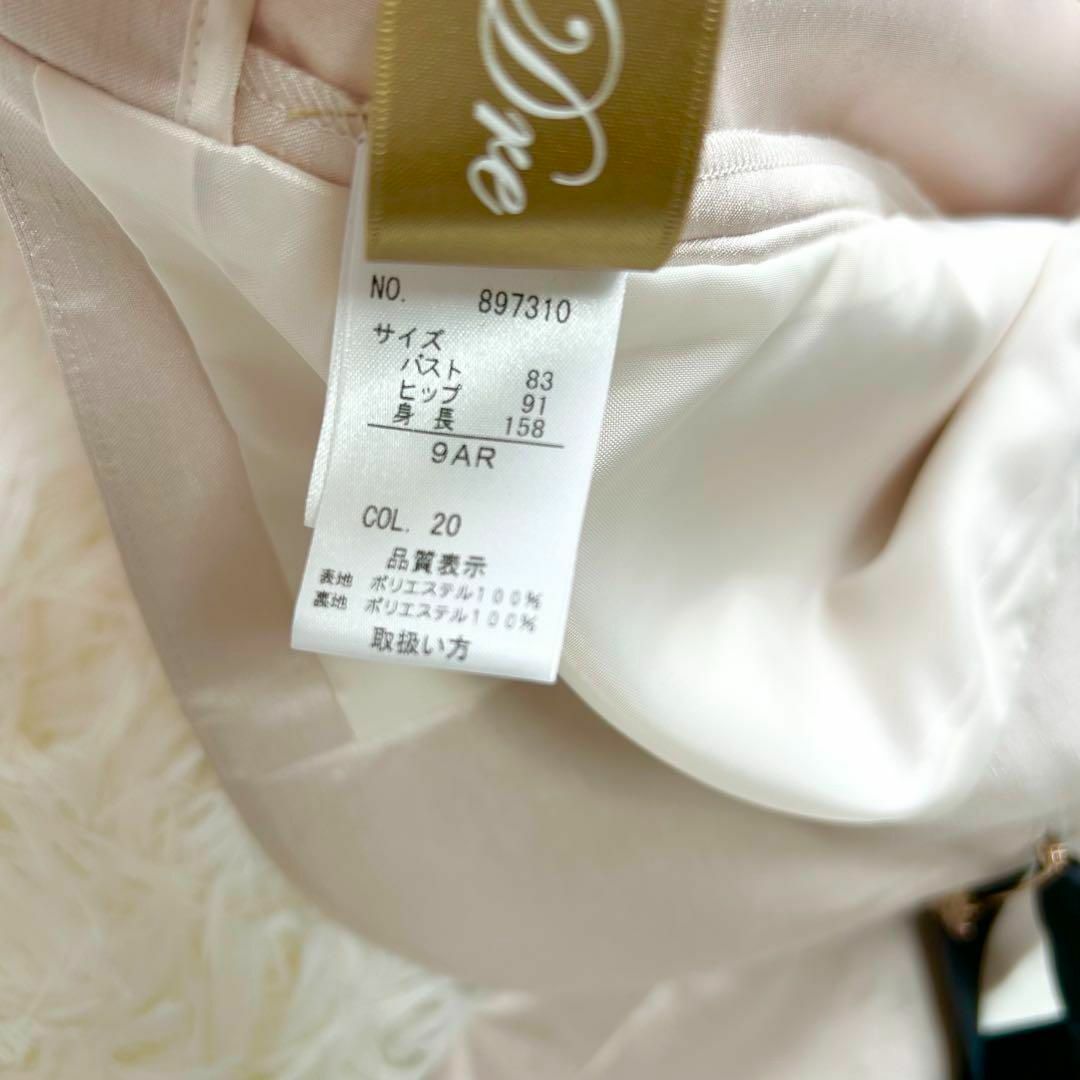 Dre
NO. 897310
サイズ
バスト 83
ヒップ 91
身長 158
9AR
COL. 20
品質表示
表地 ポリエステル100%
裏地 ポリエステル100%
取扱い方